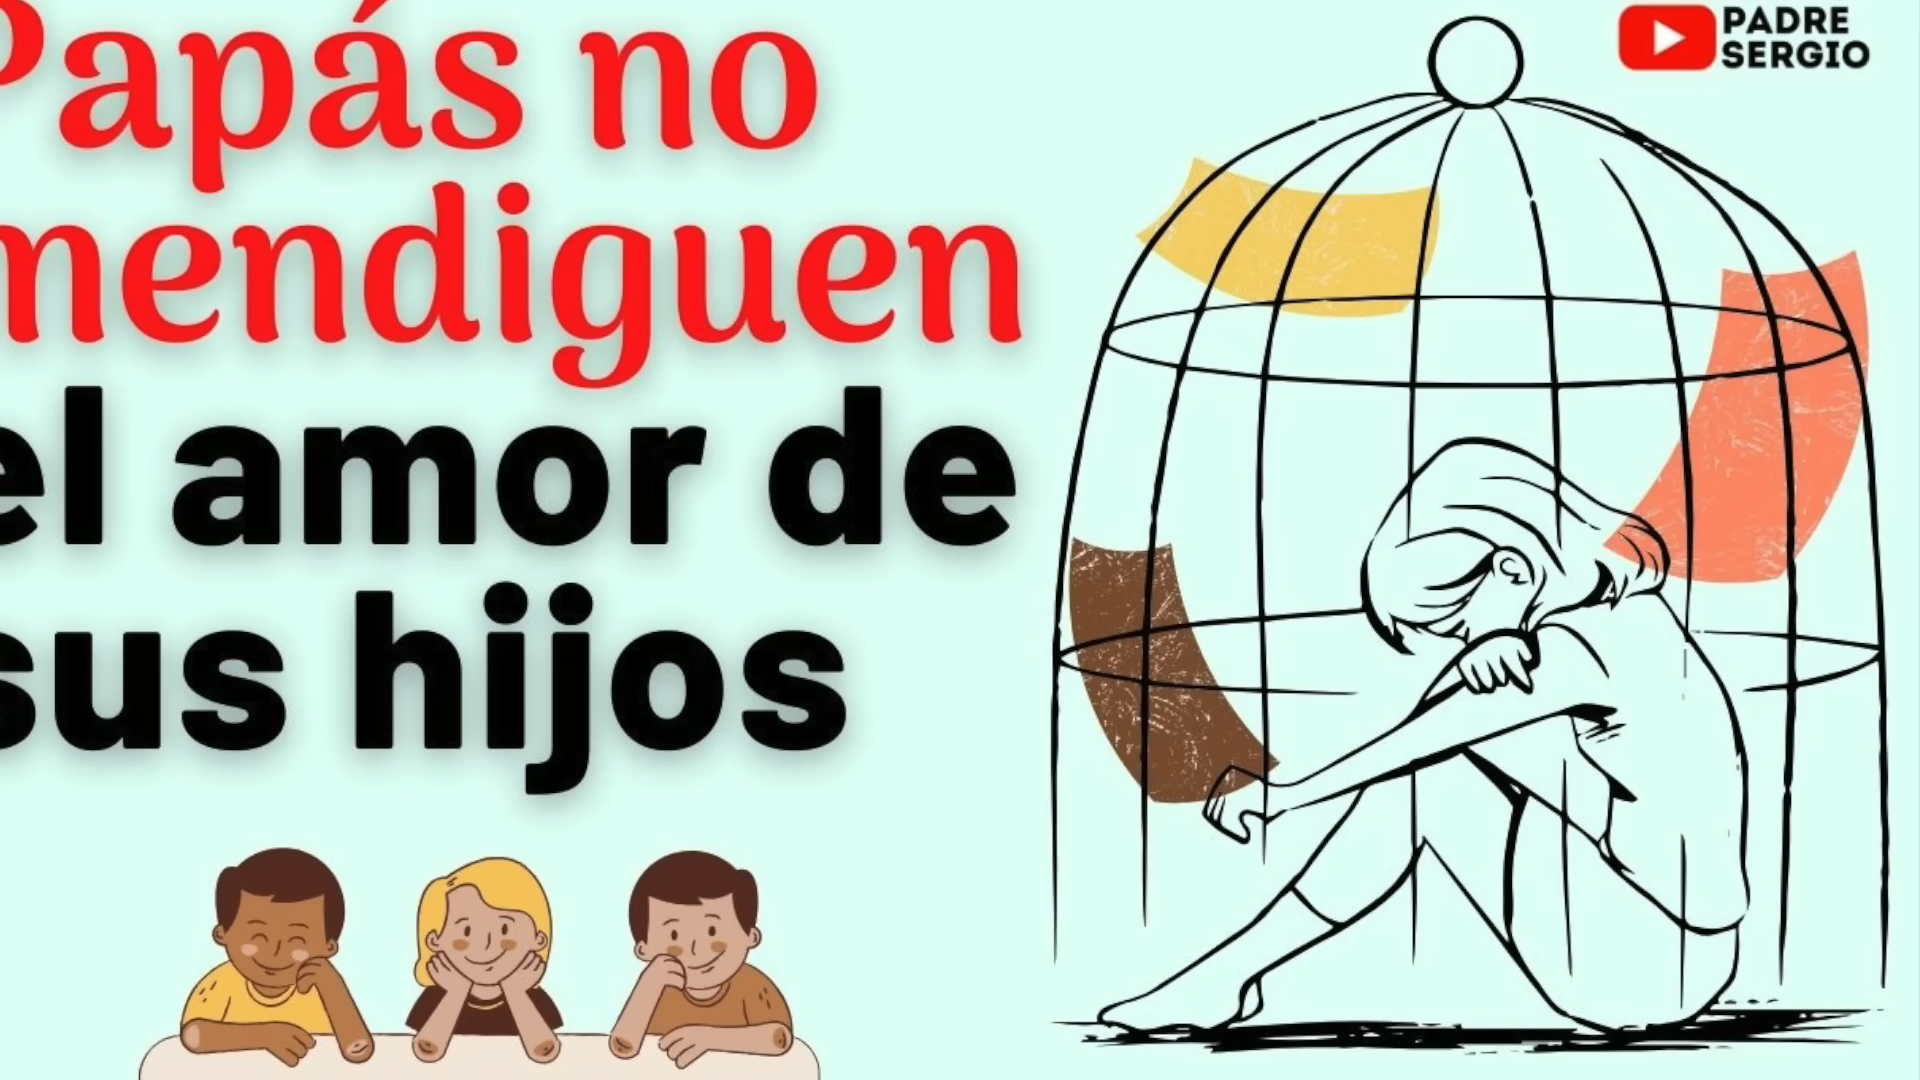 Papás no
mendiguen
el amor de
sus hijos
PADRE
SERGIO